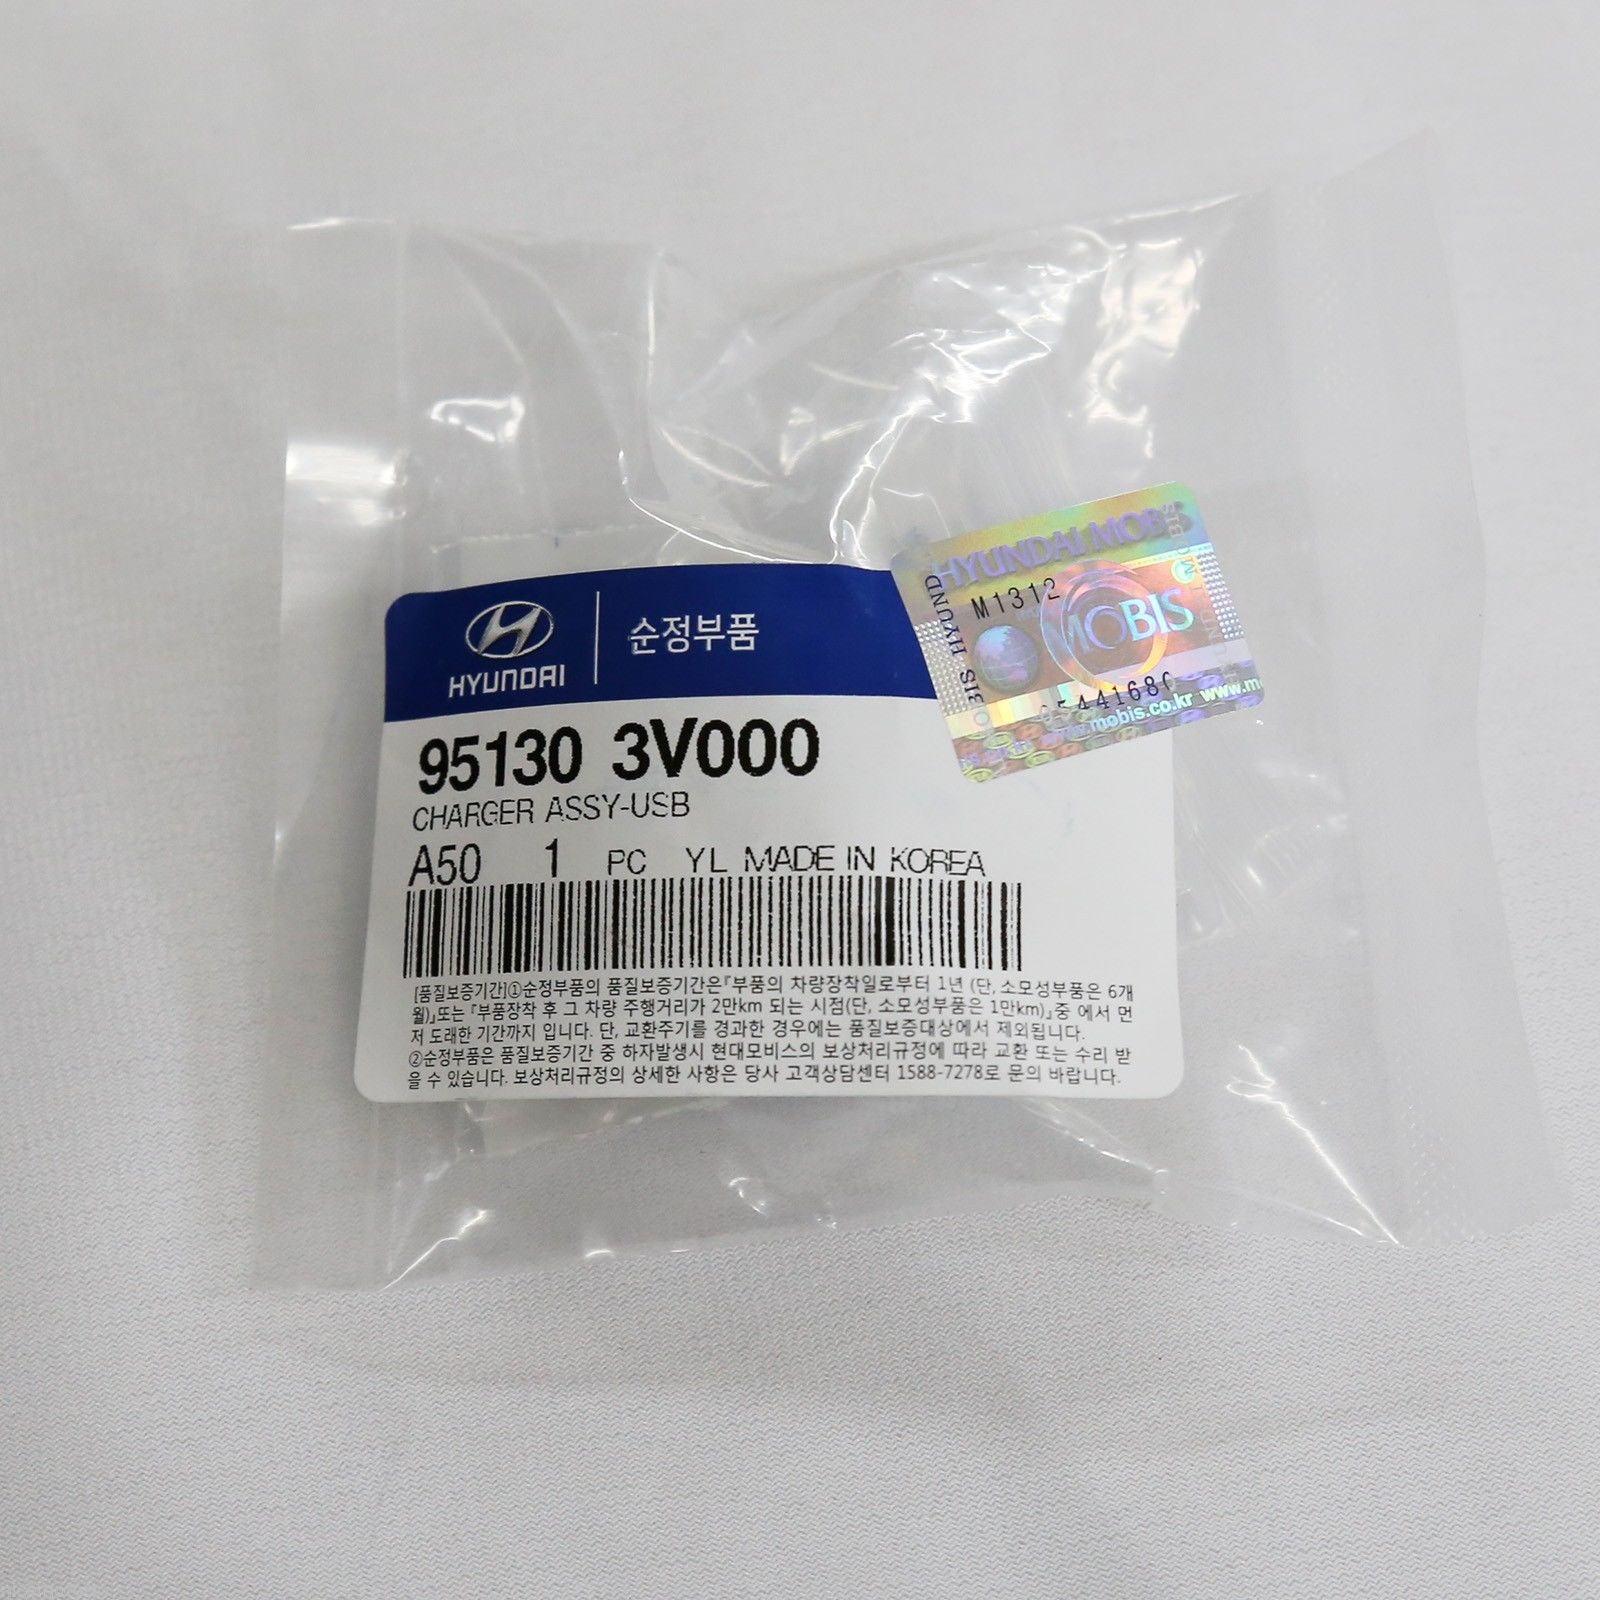 HYUNDAI
순정부품
HYUNDAI MOBIS
M1312
MOBIS
www.mobis.co.kr
95130 3V000
CHARGER ASSY-USB
A50 1 PC YL MADE IN KOREA
[품질보증기간]①순정부품의 품질보증기간은『부품의 차량장착일로부터 1년 (단, 소모성부품은 6개
월)』또는『부품장착 후 그 차량 주행거리가 2만km 되는 시점(단, 소모성부품은 1만km)』중 에서 먼
저 도래한 기간까지 입니다. 단, 교환주기를 경과한 경우에는 품질보증대상에서 제외됩니다.
②순정부품은 품질보증기간 중 하자발생시 현대모비스의 보상처리규정에 따라 교환 또는 수리 받
을 수 있습니다. 보상처리규정의 상세한 사항은 당사 고객상담센터 1588-7278로 문의 바랍니다.